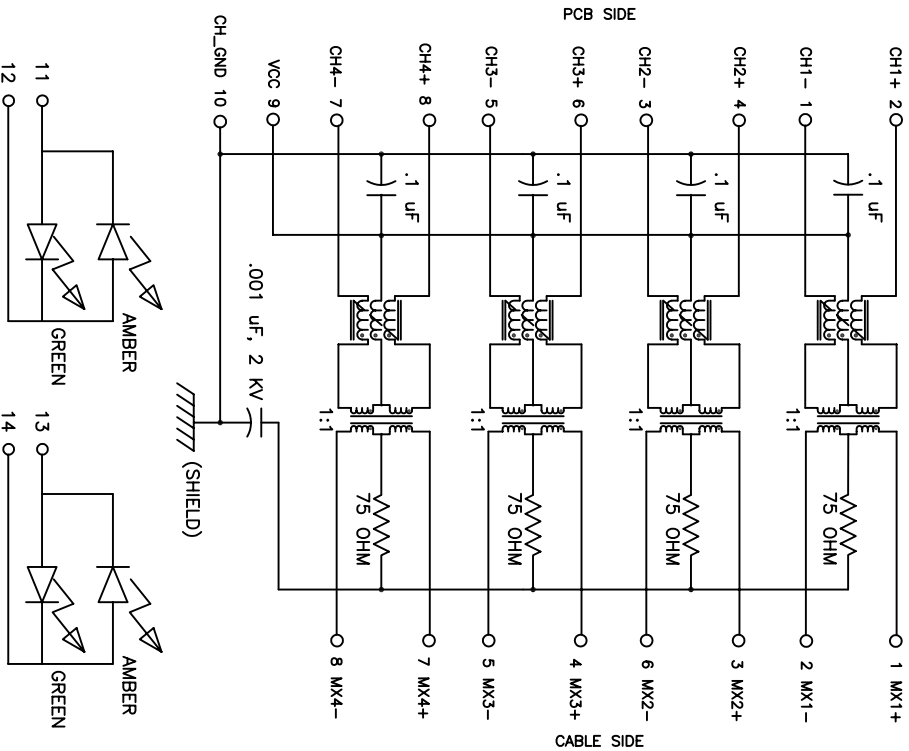 PCB SIDE
CH1+ 2
CH1- 1
CH2+ 4
CH2- 3
CH3+ 6
CH3- 5
CH4+ 8
CH4- 7
VCC 9
CH_GND 10
.1 uF
.1 uF
.1 uF
.1 uF
1:1
1:1
1:1
1:1
75 OHM
75 OHM
75 OHM
75 OHM
.001 uF, 2 KV
(SHIELD)
1 MX1+
2 MX1-
3 MX2+
6 MX2-
4 MX3+
5 MX3-
7 MX4+
8 MX4-
CABLE SIDE
11
12
AMBER
GREEN
13
14
AMBER
GREEN